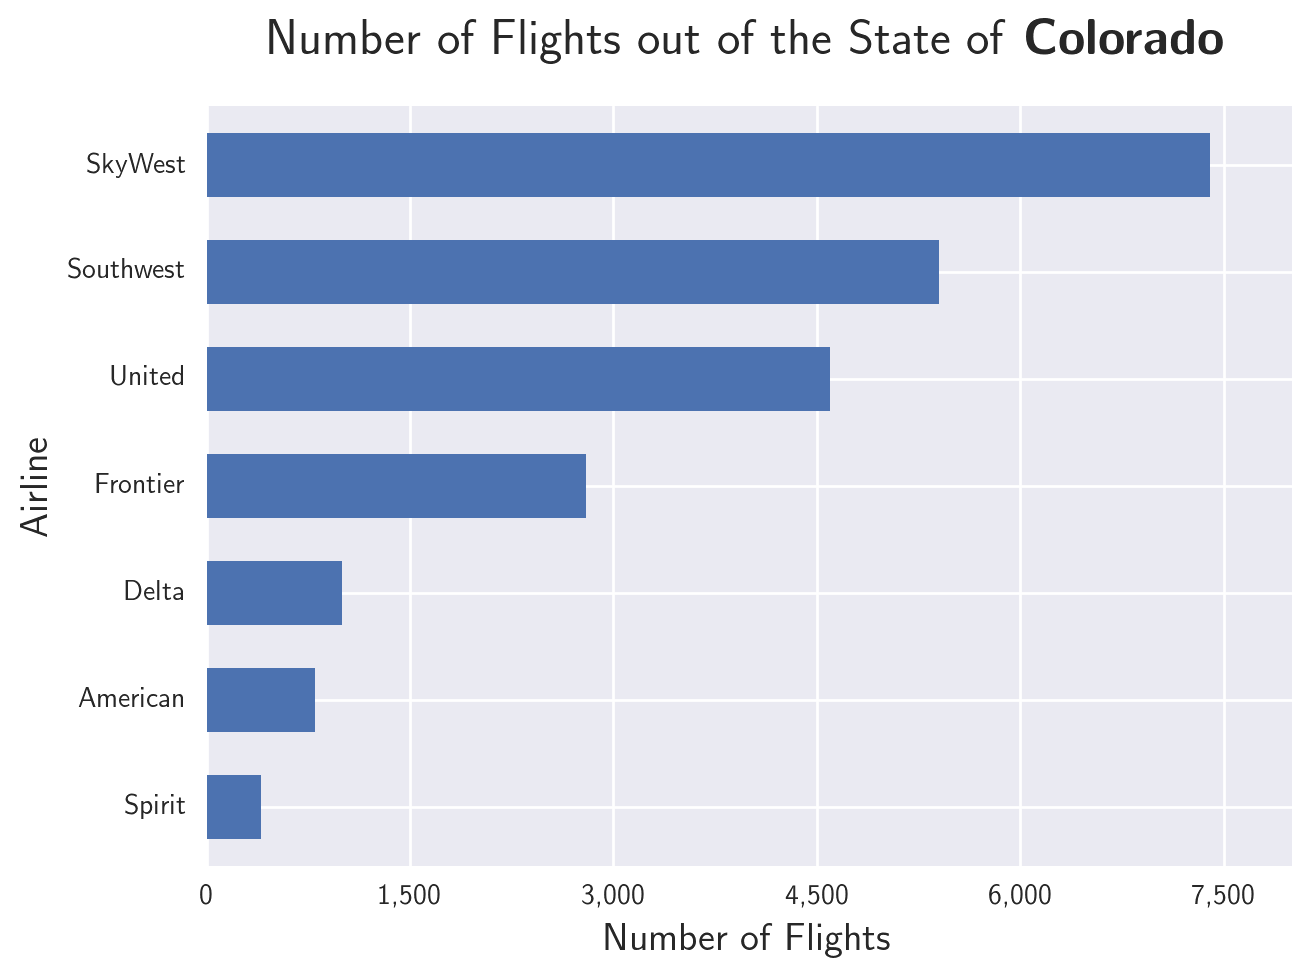 Number of Flights out of the State of Colorado
SkyWest
Southwest
United
Frontier
Delta
American
Spirit
Airline
0 1,500 3,000 4,500 6,000 7,500
Number of Flights